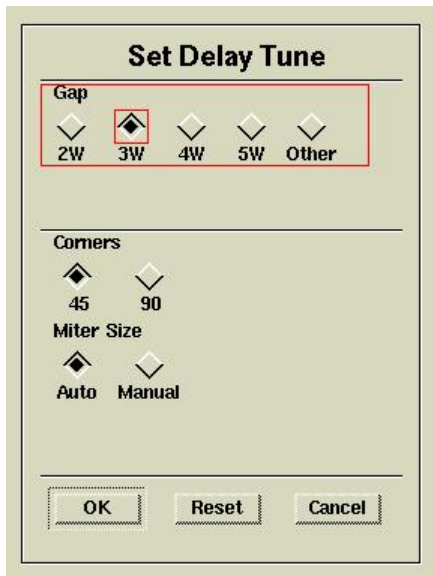 Set Delay Tune
Gap
2W 3W 4W 5W Other
Corners
45 90
Miter Size
Auto Manual
OK Reset Cancel